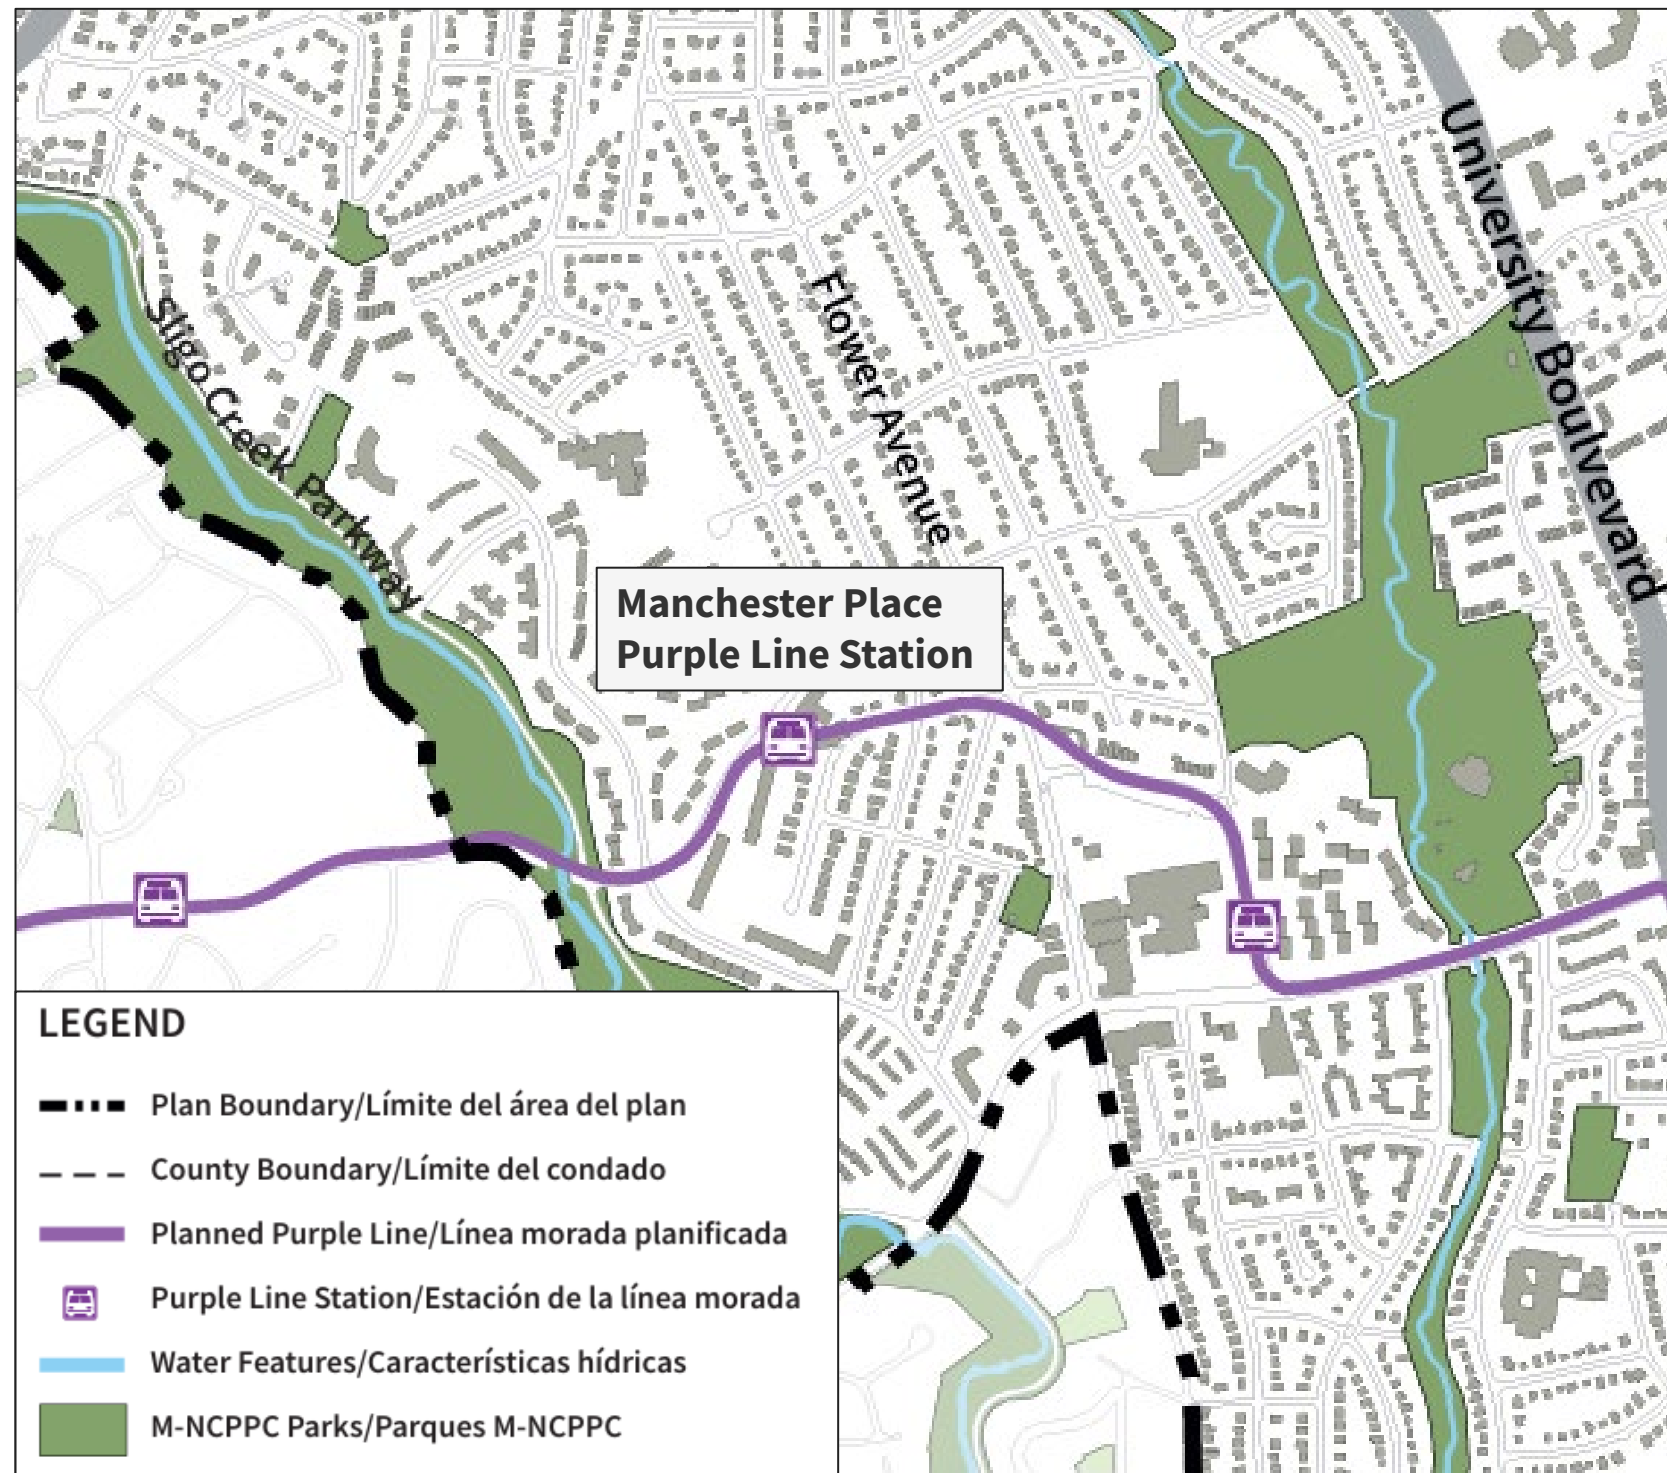 University Boulevard
Sligo Creek Parkway
Flower Avenue
Manchester Place
Purple Line Station
LEGEND
Plan Boundary/Límite del área del plan
County Boundary/Límite del condado
Planned Purple Line/Línea morada planificada
Purple Line Station/Estación de la línea morada
Water Features/Características hídricas
M-NCPPC Parks/Parques M-NCPPC